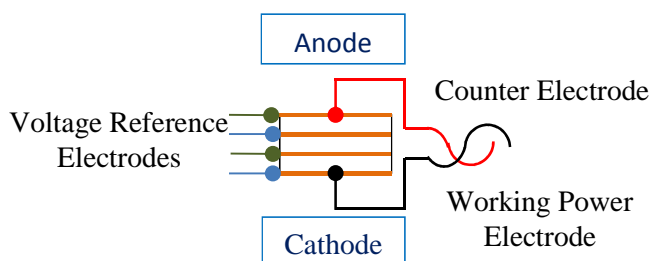 Anode
Counter Electrode
Voltage Reference
Electrodes
Working Power
Electrode
Cathode